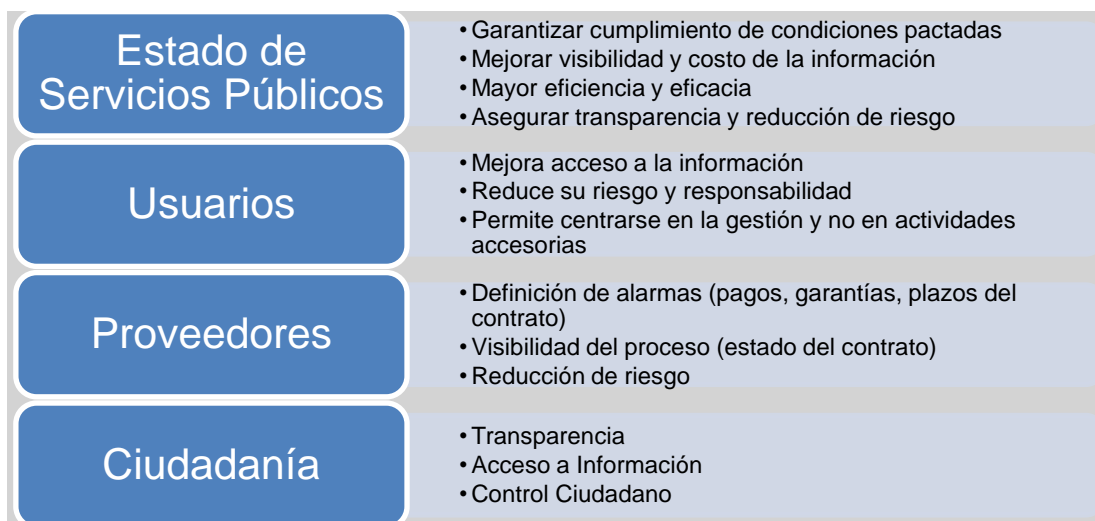 Estado de
Servicios Públicos
• Garantizar cumplimiento de condiciones pactadas
• Mejorar visibilidad y costo de la información
• Mayor eficiencia y eficacia
• Asegurar transparencia y reducción de riesgo
Usuarios
• Mejora acceso a la información
• Reduce su riesgo y responsabilidad
• Permite centrarse en la gestión y no en actividades
accesorias
Proveedores
• Definición de alarmas (pagos, garantías, plazos del
contrato)
• Visibilidad del proceso (estado del contrato)
• Reducción de riesgo
Ciudadanía
• Transparencia
• Acceso a Información
• Control Ciudadano